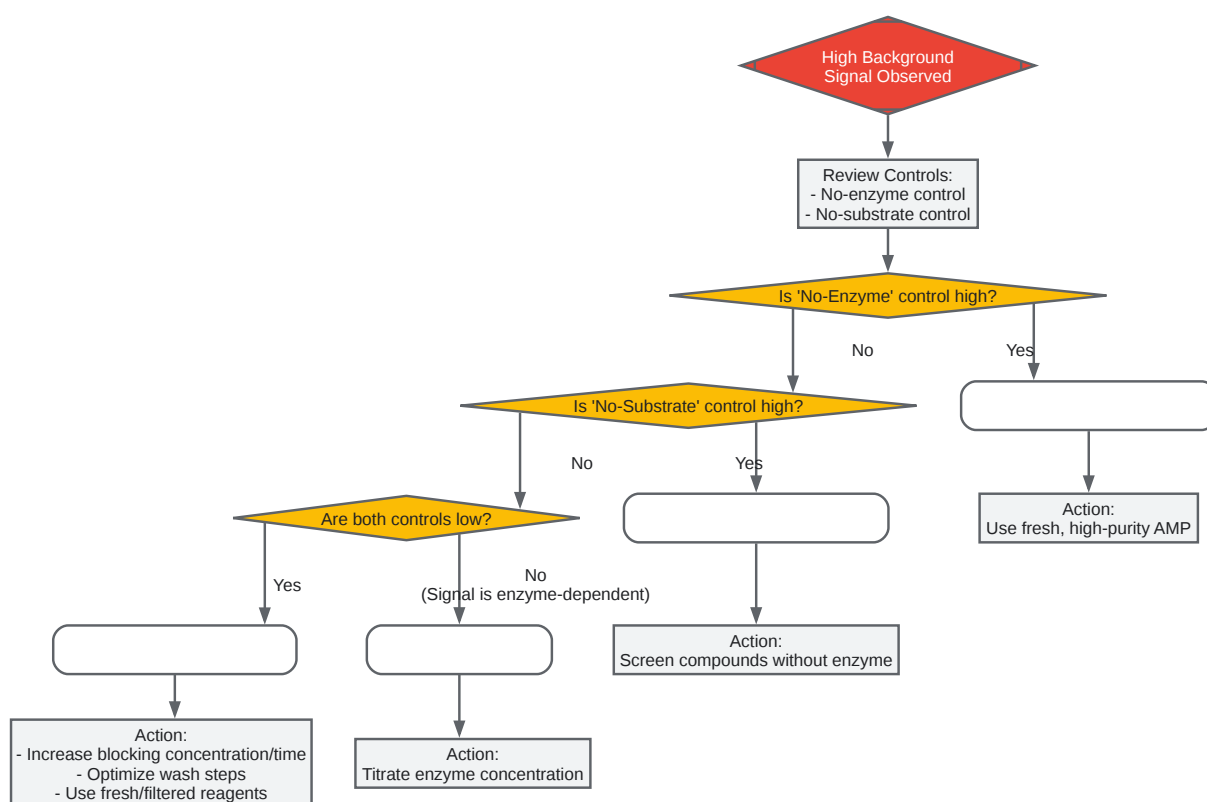 High Background
Signal Observed
Review Controls:
- No-enzyme control
- No-substrate control
Is 'No-Enzyme' control high?
No
Yes
Is 'No-Substrate' control high?
No
Yes
Action:
Use fresh, high-purity AMP
Are both controls low?
Yes
No
(Signal is enzyme-dependent)
Action:
Screen compounds without enzyme
Action:
- Increase blocking concentration/time
- Optimize wash steps
- Use fresh/filtered reagents
Action:
Titrate enzyme concentration